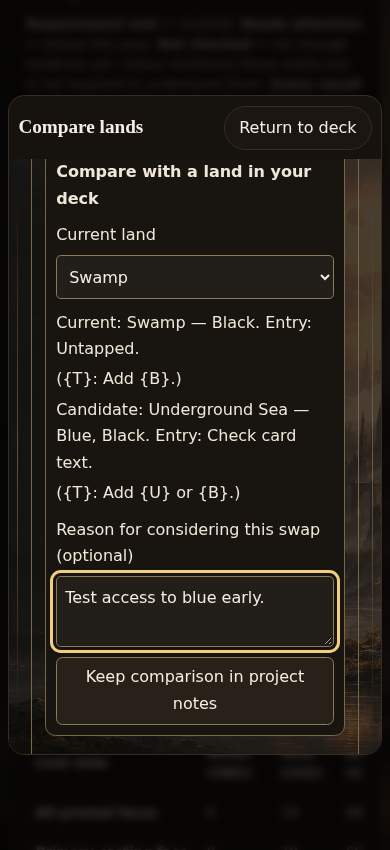 Compare lands
Return to deck
Compare with a land in your
deck
Current land
Swamp
Current: Swamp — Black. Entry:
Untapped.
({T}: Add {B}.)
Candidate: Underground Sea —
Blue, Black. Entry: Check card
text.
({T}: Add {U} or {B}.)
Reason for considering this swap
(optional)
Test access to blue early.
Keep comparison in project
notes